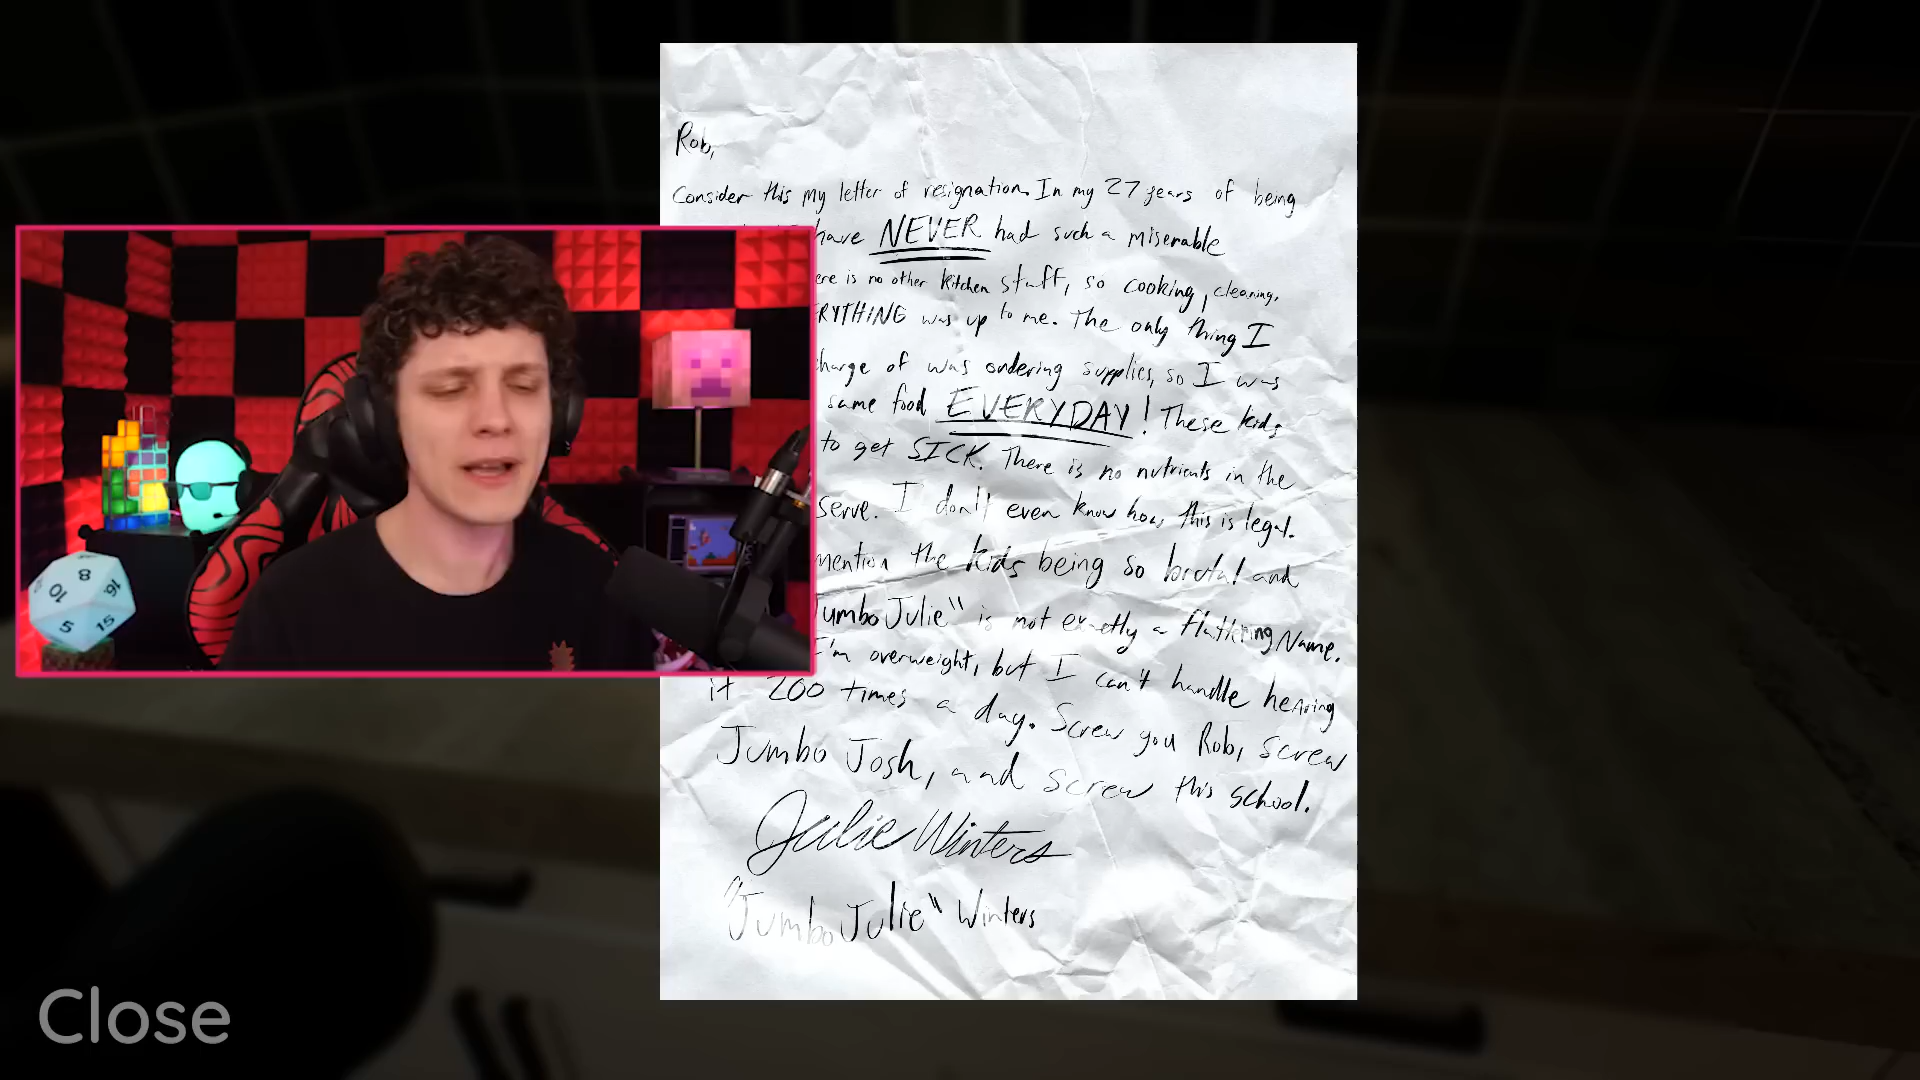 Rob,
Consider this my letter of resignation. In my 27 years of being
have NEVER had such a miserable
ere is no other kitchen staff, so cooking, cleaning,
RYTHING was up to me. The only thing I
charge of was ordering supplies, so I was
same food EVERYDAY! These kids
to get SICK. There is no nutrients in the
serve. I don't even know how this is legal.
mention the kids being so brutal and
Jumbo Julie" is not exactly a flattering Name.
I'm overweight, but I can't handle hearing
it 200 times a day. Screw you Rob, screw
Jumbo Josh, and screw this school.
Julie Winters
"Jumbo Julie" Winters
8
10
16
5
15
Close